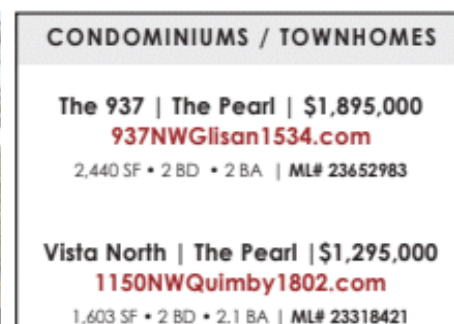 CONDOMINIUMS / TOWNHOMES
The 937 | The Pearl | $1,895,000
937NWGlisan1534.com
2,440 SF • 2 BD • 2 BA | ML# 23652983
Vista North | The Pearl |$1,295,000
1150NWQuimby1802.com
1,603 SF • 2 BD • 2.1 BA | ML# 23318421